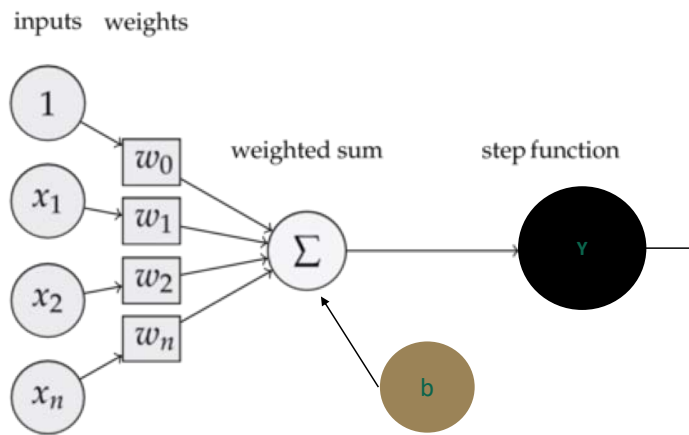 inputs weights
1
w₀
weighted sum
step function
x₁
w₁
Σ
Y
x₂
w₂
wₙ
b
xₙ